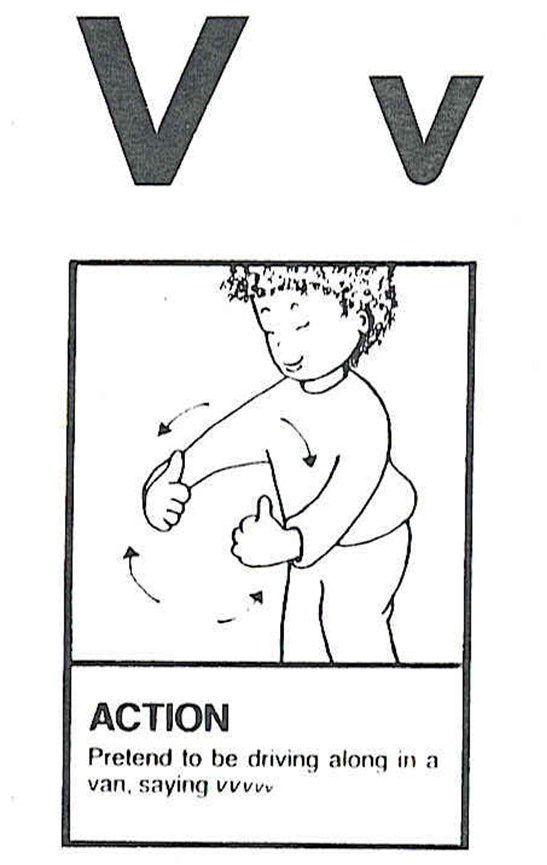 V v
ACTION
Pretend to be driving along in a
van, saying vvvvv